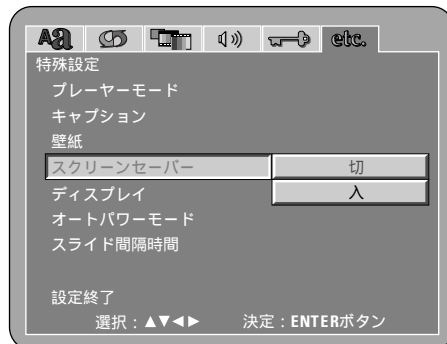 Aa etc.
特殊設定
プレーヤーモード
キャプション
壁紙
スクリーンセーバー 切
ディスプレイ 入
オートパワーモード
スライド間隔時間
設定終了
選択：▲▼◀▶ 決定：ENTERボタン